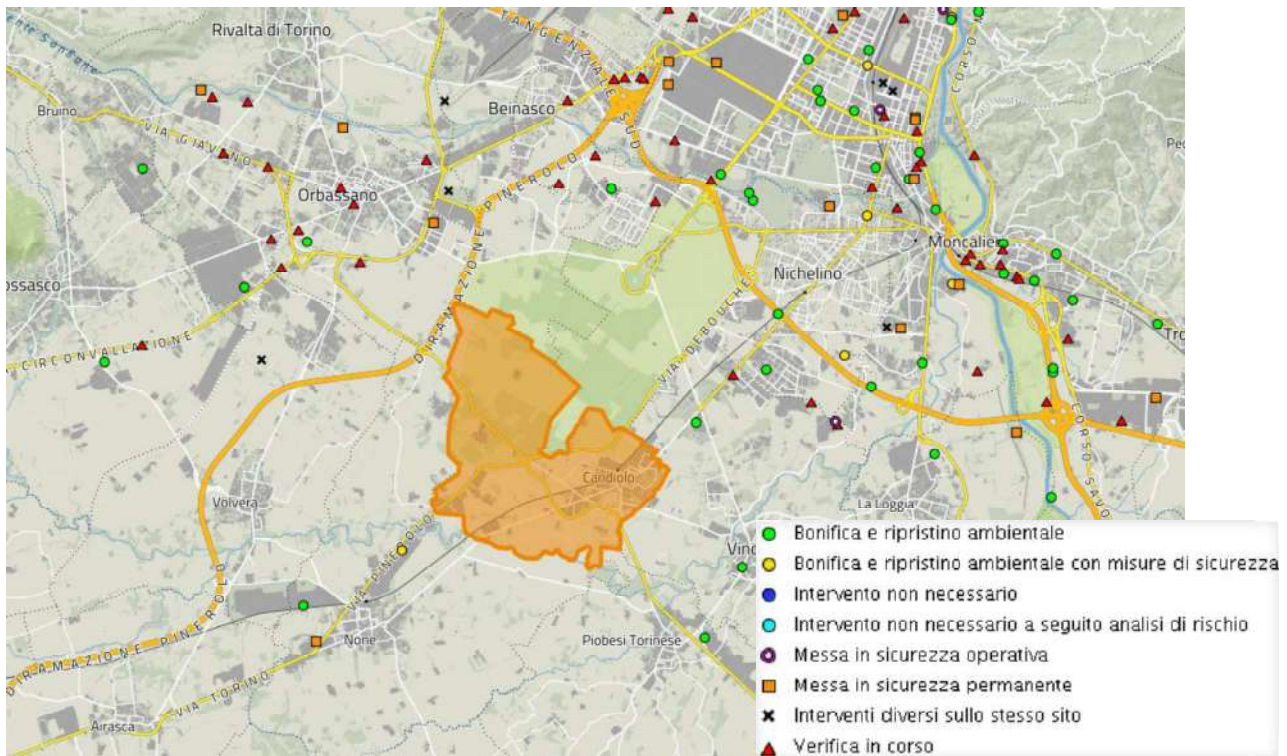 Rivalta di Torino
TANGENZIALE SUD
CORSO
Beinasco
Bruino
VIA GIAVENO
Orbassano
DIRAMAZIONE PINEROLO
Moncalier
Nichelino
ossasco
CIRCONVALLAZIONE
VIA DEBOUCHE
Tro
CORSO SAVO
Candiolo
Volvera
La Loggia
VIA PINEROLO
Vino
None
Piobesi Torinese
DIRAMAZIONE PINEROLO
VIA TORINO
Airasca
Bonifica e ripristino ambientale
Bonifica e ripristino ambientale con misure di sicurezza
Intervento non necessario
Intervento non necessario a seguito analisi di rischio
Messa in sicurezza operativa
Messa in sicurezza permanente
Interventi diversi sullo stesso sito
Verifica in corso